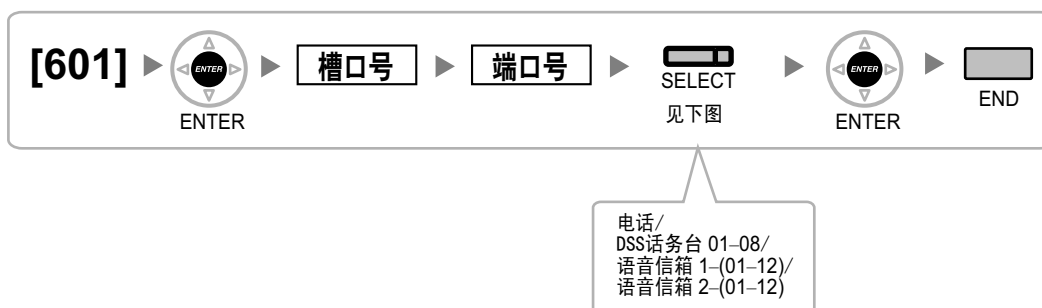 [601]
ENTER
ENTER
槽口号
端口号
SELECT
见下图
ENTER
ENTER
END
电话/
DSS话务台 01–08/
语音信箱 1–(01–12)/
语音信箱 2–(01–12)